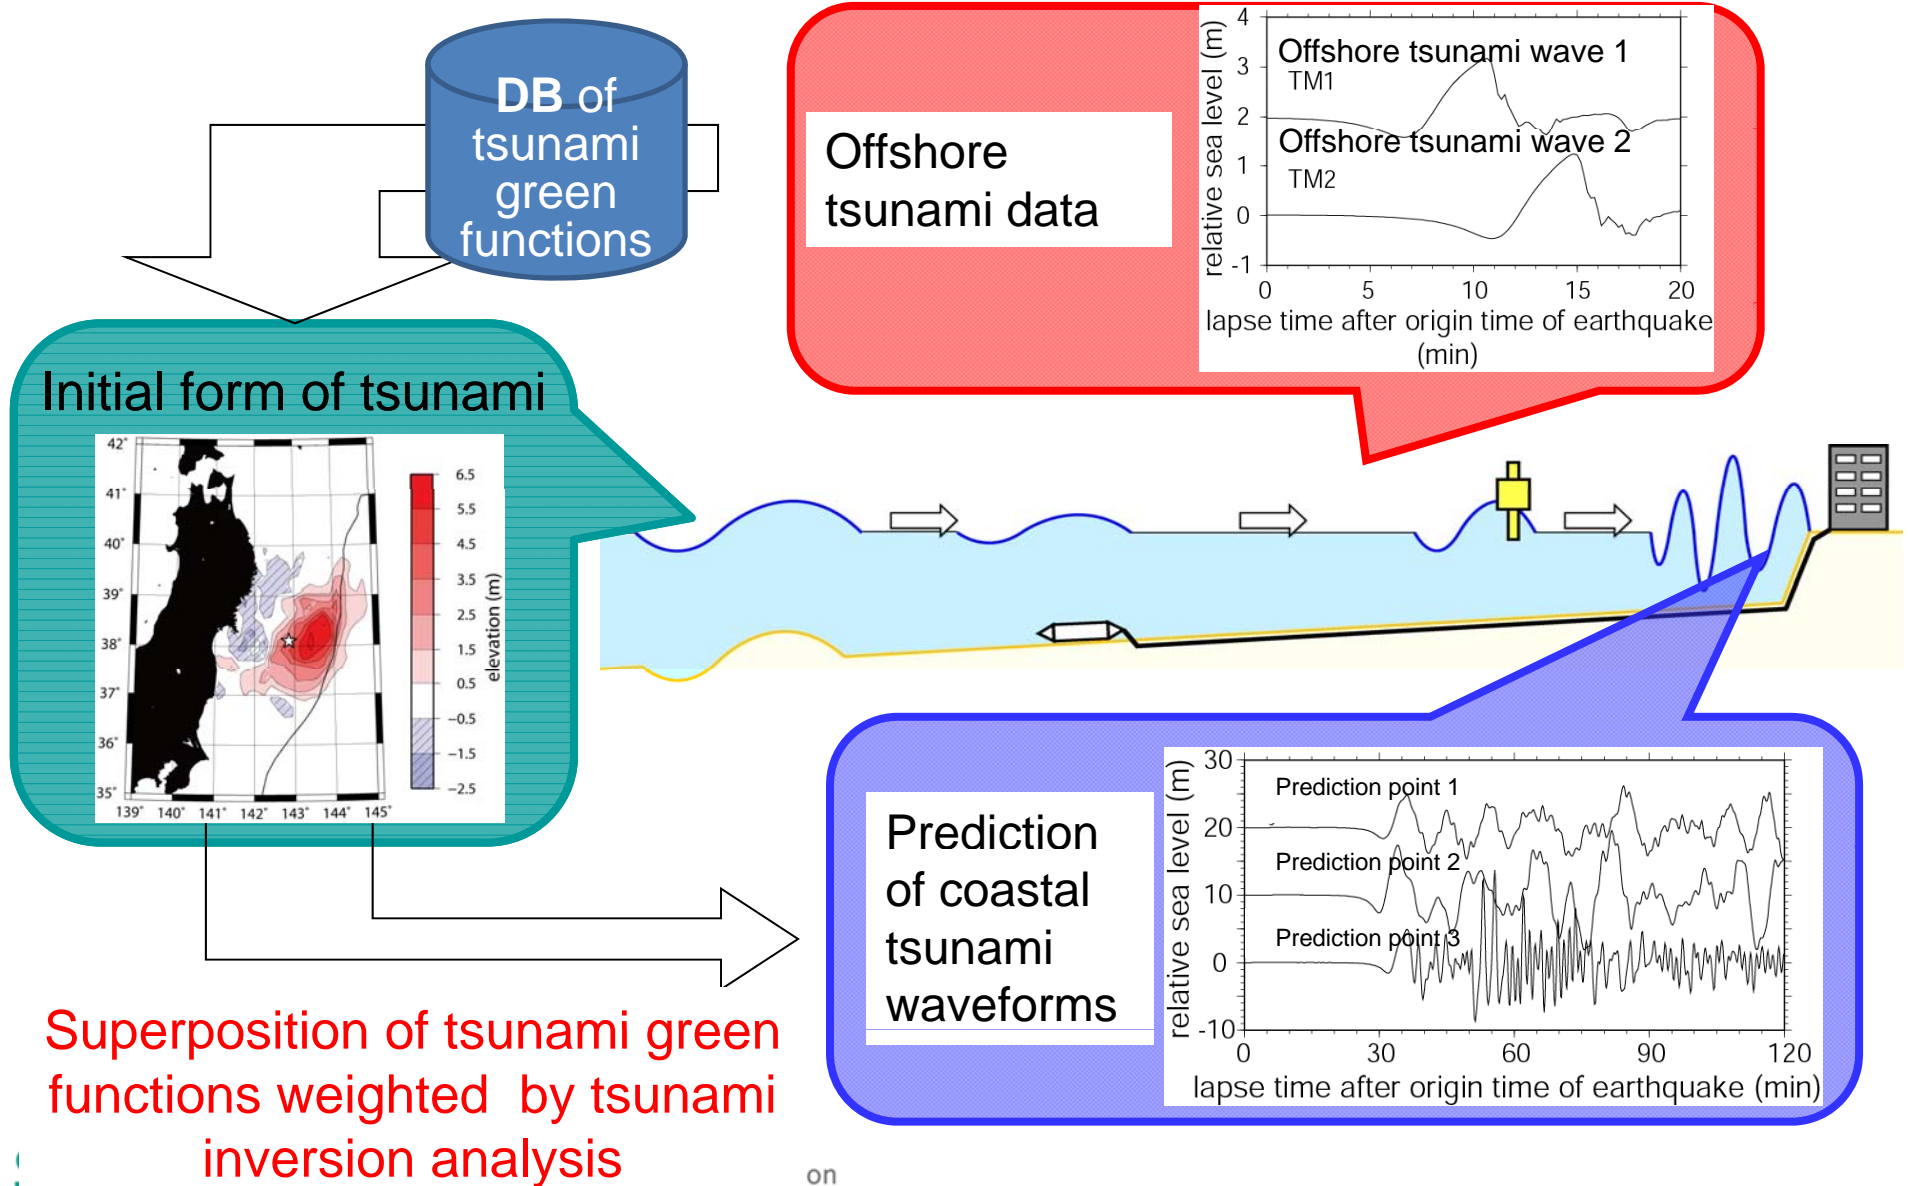 DB of
tsunami
green
functions
Offshore
tsunami data
relative sea level (m)
4
3
2
1
0
-1
Offshore tsunami wave 1
TM1
Offshore tsunami wave 2
TM2
0 5 10 15 20
lapse time after origin time of earthquake
(min)
Initial form of tsunami
42°
41°
40°
39°
38°
37°
36°
35°
139° 140° 141° 142° 143° 144° 145°
6.5
5.5
4.5
3.5
2.5
1.5
0.5
−0.5
−1.5
−2.5
elevation (m)
Prediction
of coastal
tsunami
waveforms
relative sea level (m)
30
20
10
0
-10
Prediction point 1
Prediction point 2
Prediction point 3
0 30 60 90 120
lapse time after origin time of earthquake (min)
Superposition of tsunami green
functions weighted by tsunami
inversion analysis
on